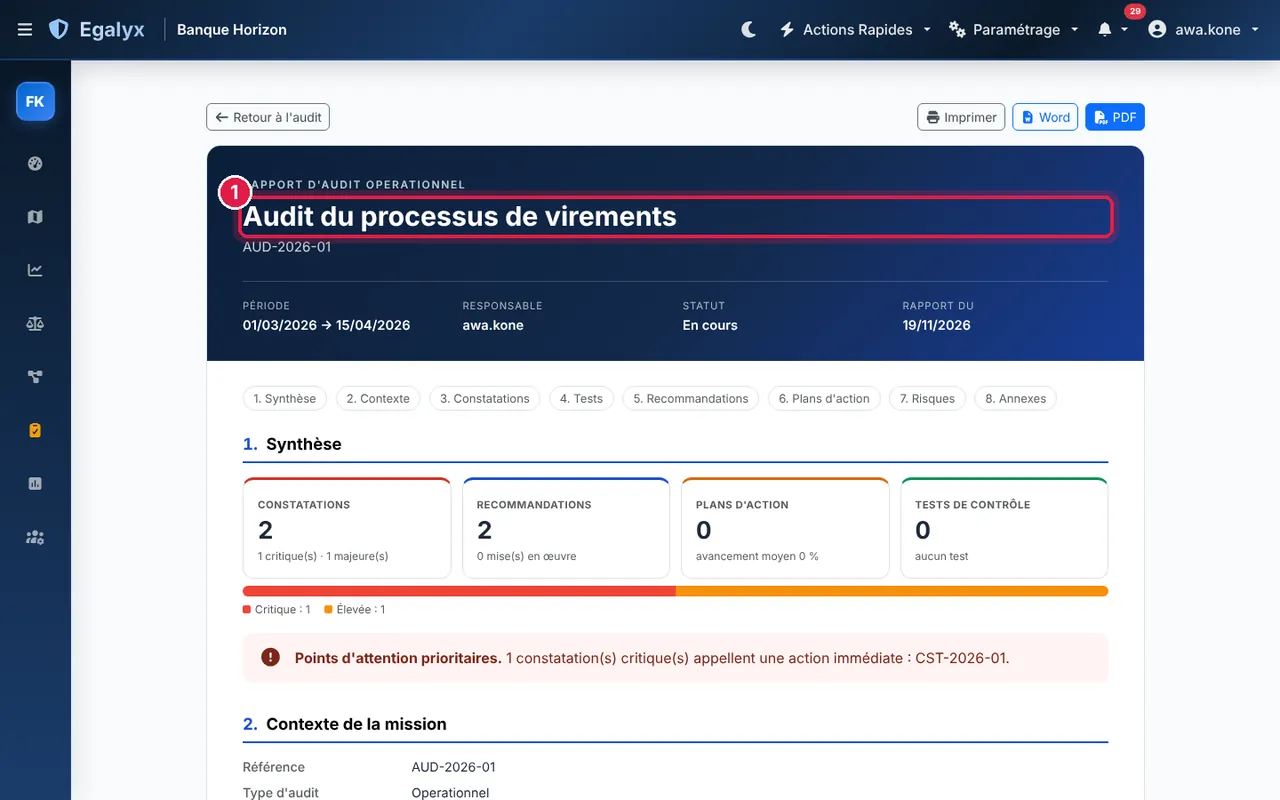 Egalyx
Banque Horizon
Actions Rapides
Paramétrage
29
awa.kone
FK
← Retour à l'audit
Imprimer
Word
PDF
1
APPORT D'AUDIT OPERATIONNEL
Audit du processus de virements
AUD-2026-01
PÉRIODE
01/03/2026 → 15/04/2026
RESPONSABLE
awa.kone
STATUT
En cours
RAPPORT DU
19/11/2026
1. Synthèse
2. Contexte
3. Constatations
4. Tests
5. Recommandations
6. Plans d'action
7. Risques
8. Annexes
1. Synthèse
CONSTATATIONS
2
1 critique(s) · 1 majeure(s)
RECOMMANDATIONS
2
0 mise(s) en œuvre
PLANS D'ACTION
0
avancement moyen 0 %
TESTS DE CONTRÔLE
0
aucun test
Critique : 1
Élevée : 1
Points d'attention prioritaires. 1 constatation(s) critique(s) appellent une action immédiate : CST-2026-01.
2. Contexte de la mission
Référence AUD-2026-01
Type d'audit Operationnel